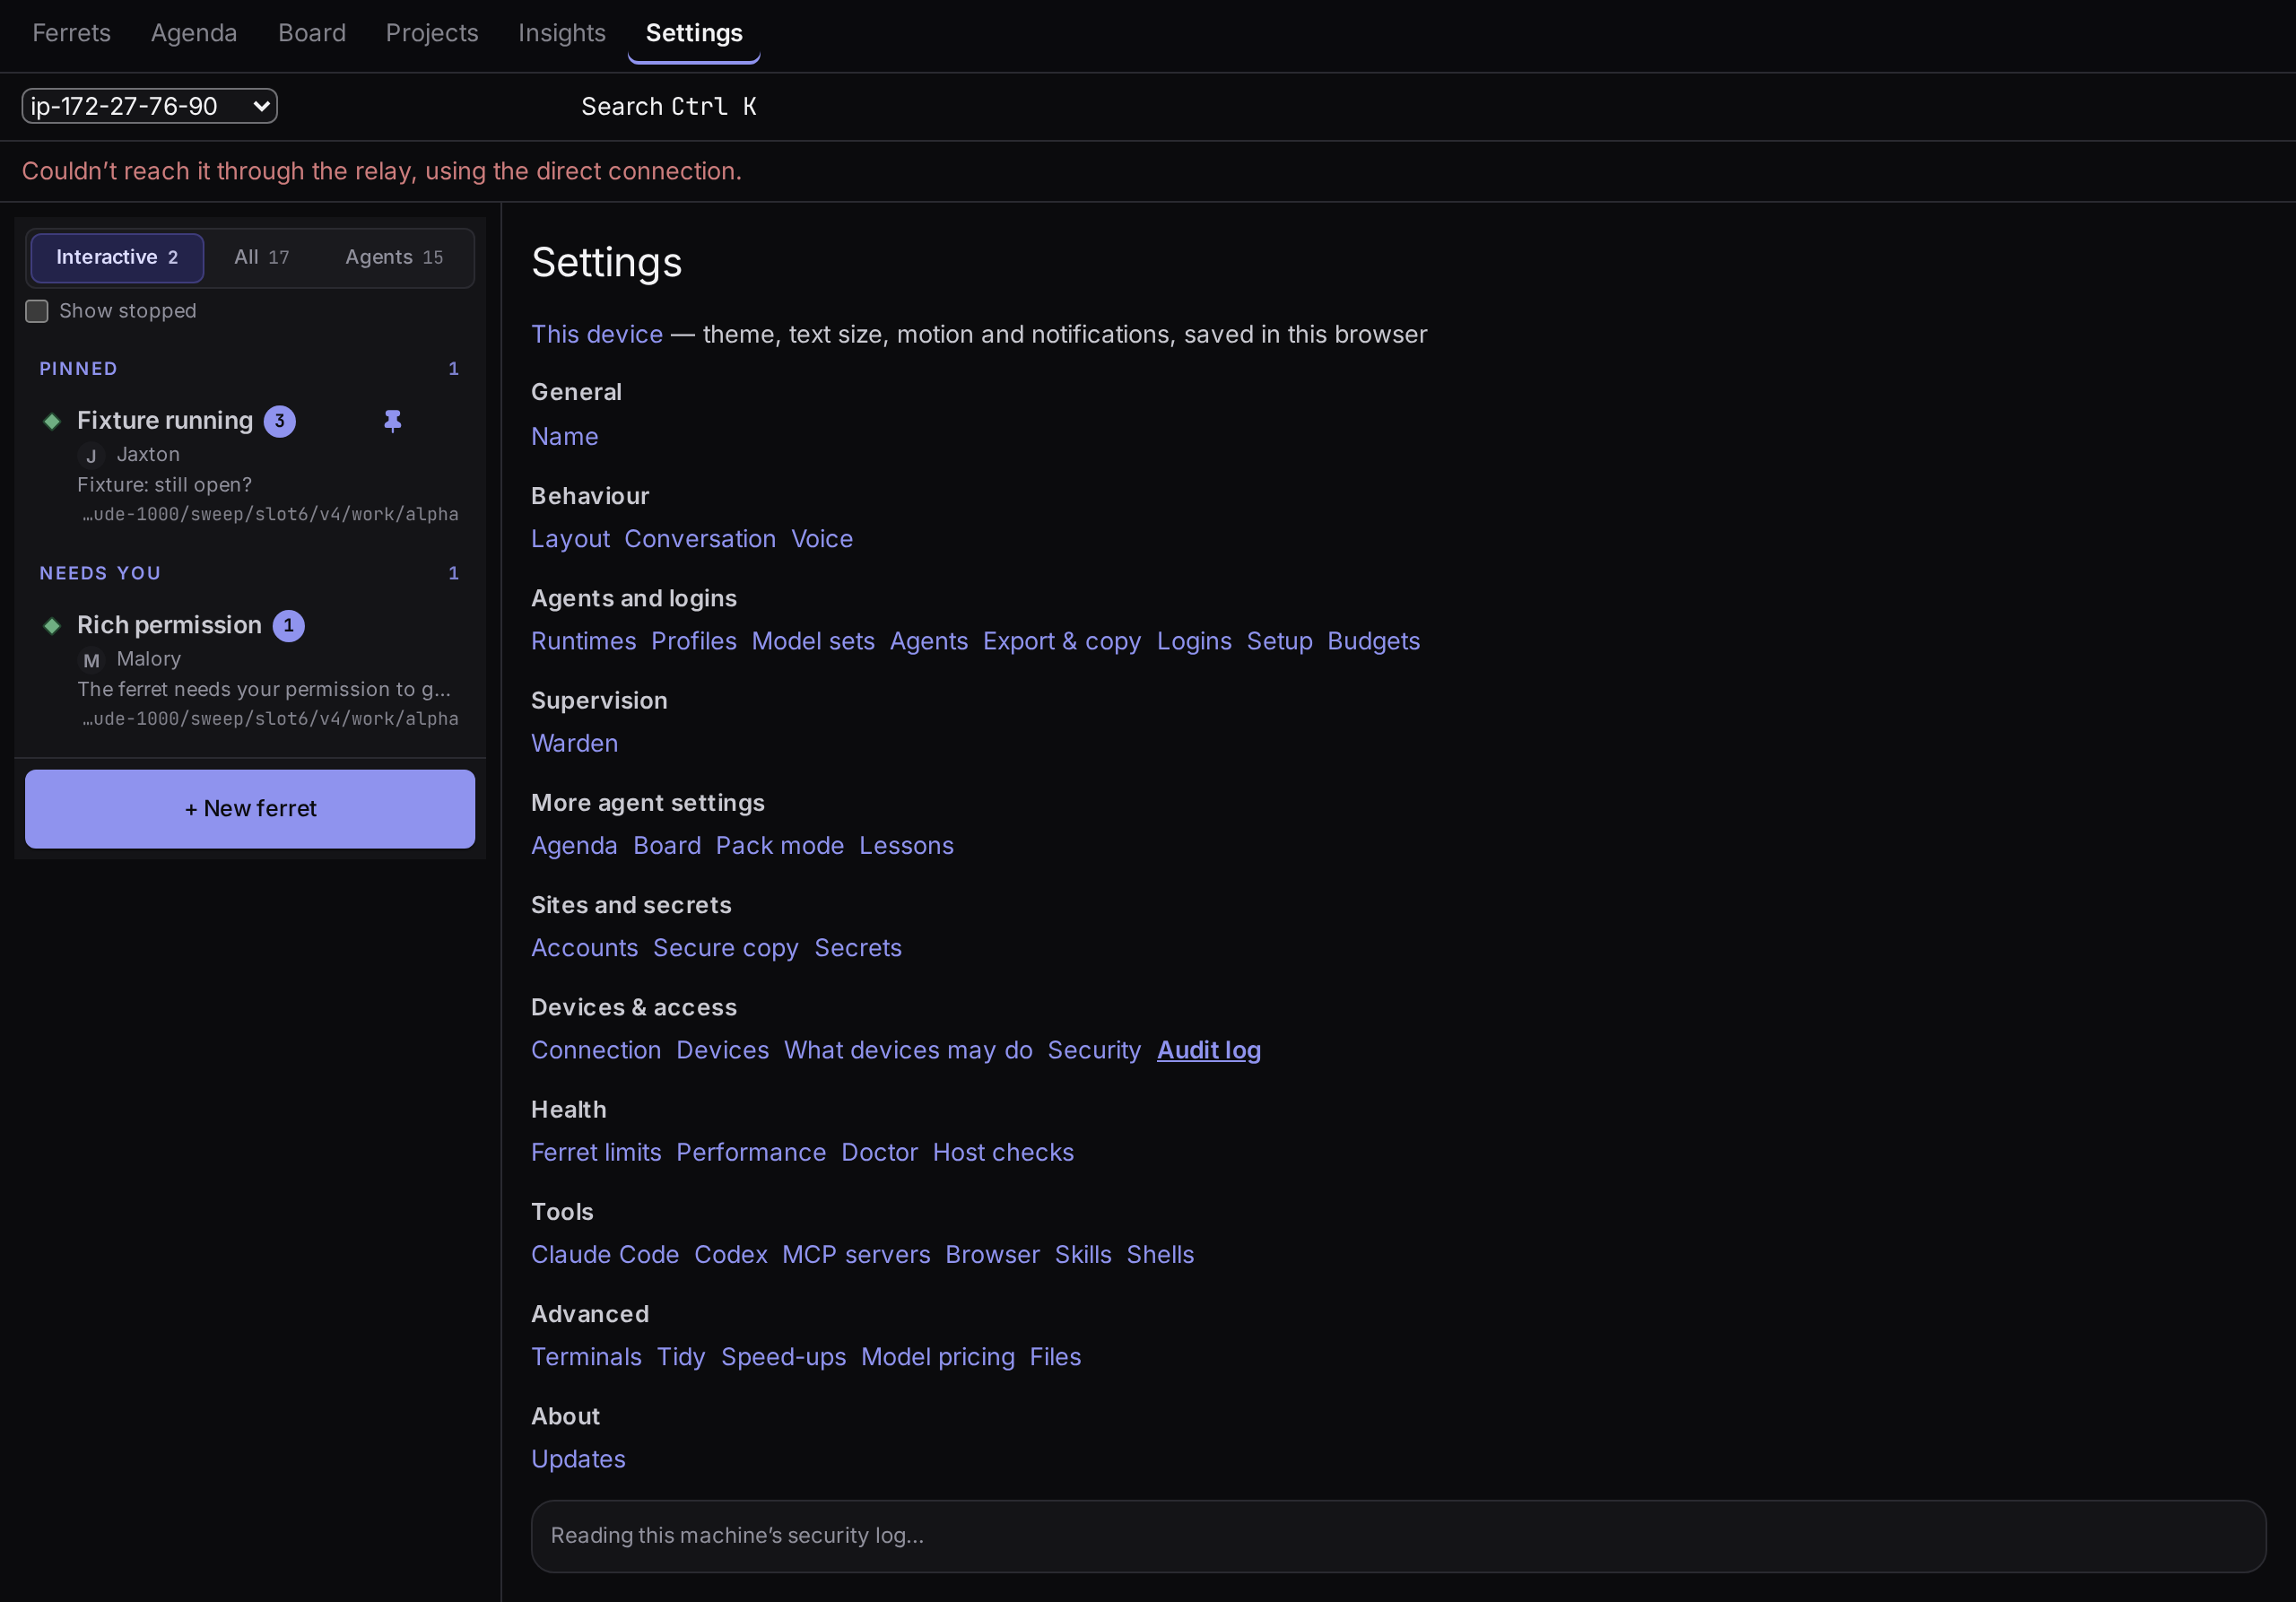 Ferrets Agenda Board Projects Insights Settings
ip-172-27-76-90 Search Ctrl K
Couldn’t reach it through the relay, using the direct connection.
Interactive 2 All 17 Agents 15
Show stopped
PINNED 1
Fixture running 3
J Jaxton
Fixture: still open?
…ude-1000/sweep/slot6/v4/work/alpha
NEEDS YOU 1
Rich permission 1
M Malory
The ferret needs your permission to g…
…ude-1000/sweep/slot6/v4/work/alpha
+ New ferret
Settings
This device — theme, text size, motion and notifications, saved in this browser
General
Name
Behaviour
Layout Conversation Voice
Agents and logins
Runtimes Profiles Model sets Agents Export & copy Logins Setup Budgets
Supervision
Warden
More agent settings
Agenda Board Pack mode Lessons
Sites and secrets
Accounts Secure copy Secrets
Devices & access
Connection Devices What devices may do Security Audit log
Health
Ferret limits Performance Doctor Host checks
Tools
Claude Code Codex MCP servers Browser Skills Shells
Advanced
Terminals Tidy Speed-ups Model pricing Files
About
Updates
Reading this machine’s security log…